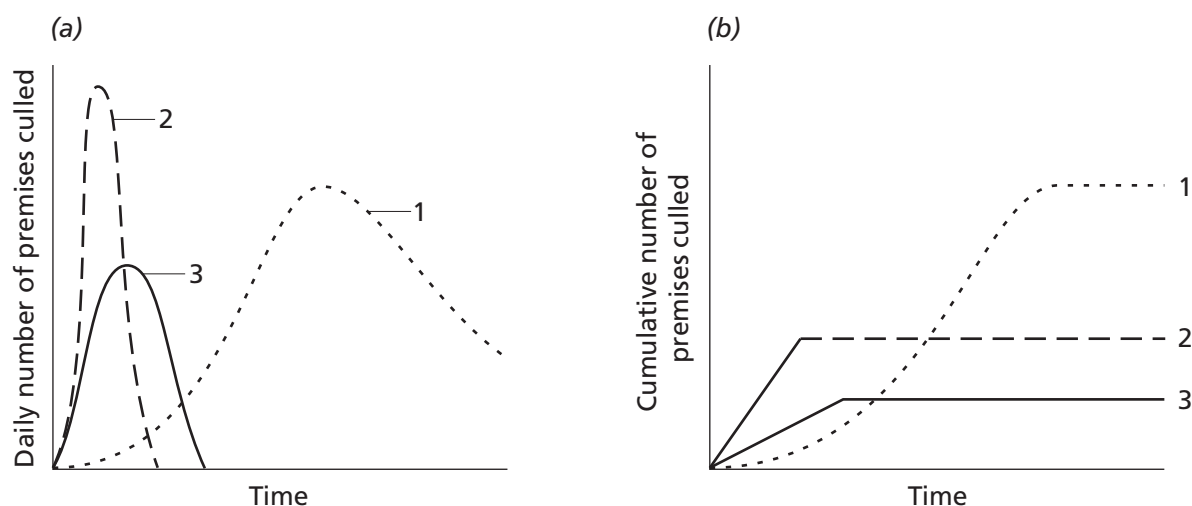 (a)
Daily number of premises culled
2
1
3
Time
(b)
Cumulative number of
premises culled
1
2
3
Time